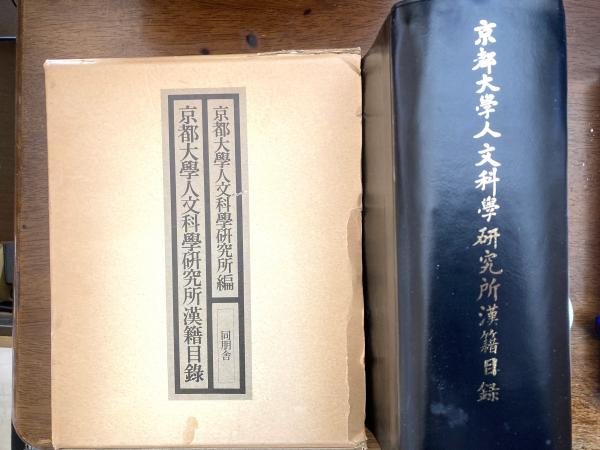 京都大學人文科學研究所編
京都大學人文科學研究所漢籍目錄
同朋舎
京都大學人文科學研究所漢籍目録